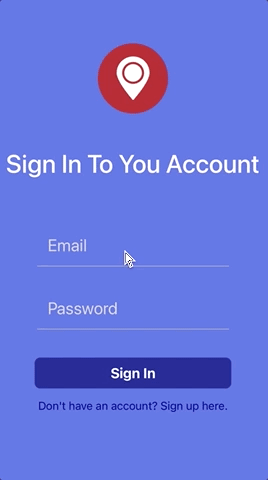 Sign In To You Account
Email
Password
Sign In
Don't have an account? Sign up here.